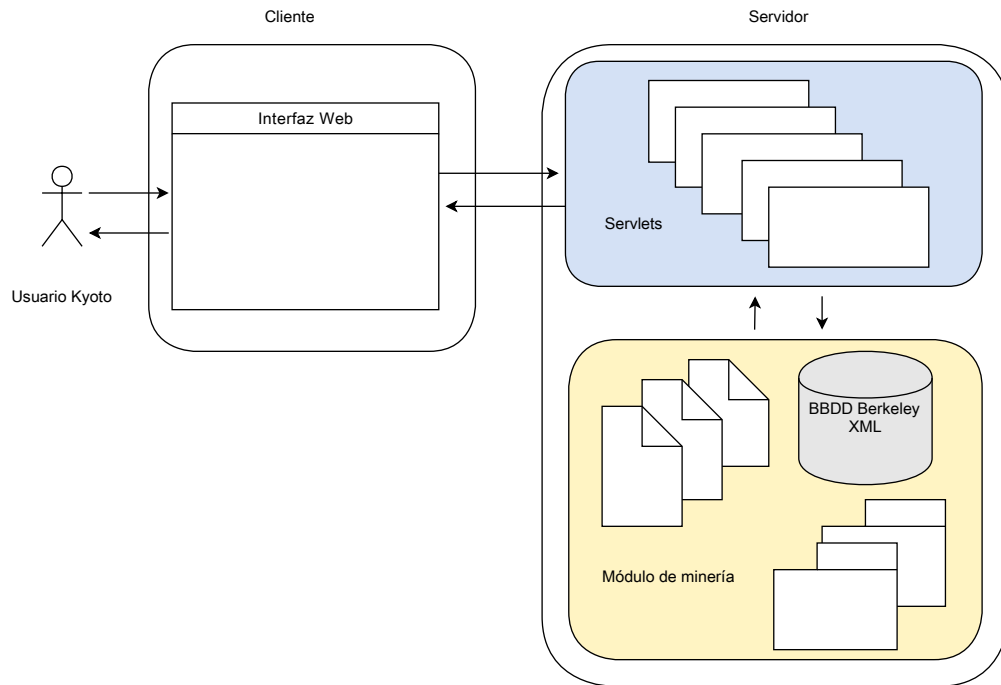 Cliente
Servidor
Interfaz Web
Servlets
Usuario Kyoto
BBDD Berkeley
XML
Módulo de minería